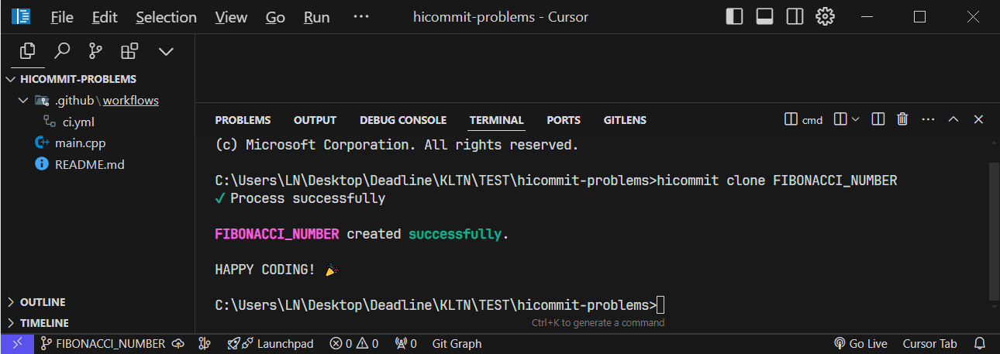 File Edit Selection View Go Run ··· hicommit-problems - Cursor
HICOMMIT-PROBLEMS
.github\workflows
ci.yml
main.cpp
README.md
OUTLINE
TIMELINE
PROBLEMS OUTPUT DEBUG CONSOLE TERMINAL PORTS GITLENS cmd
(c) Microsoft Corporation. All rights reserved.
C:\Users\LN\Desktop\Deadline\KLTN\TEST\hicommit-problems>hicommit clone FIBONACCI_NUMBER
✓ Process successfully
FIBONACCI_NUMBER created successfully.
HAPPY CODING! 🎉
C:\Users\LN\Desktop\Deadline\KLTN\TEST\hicommit-problems>
Ctrl+K to generate a command
FIBONACCI_NUMBER Launchpad 0 0 0 Git Graph Go Live Cursor Tab